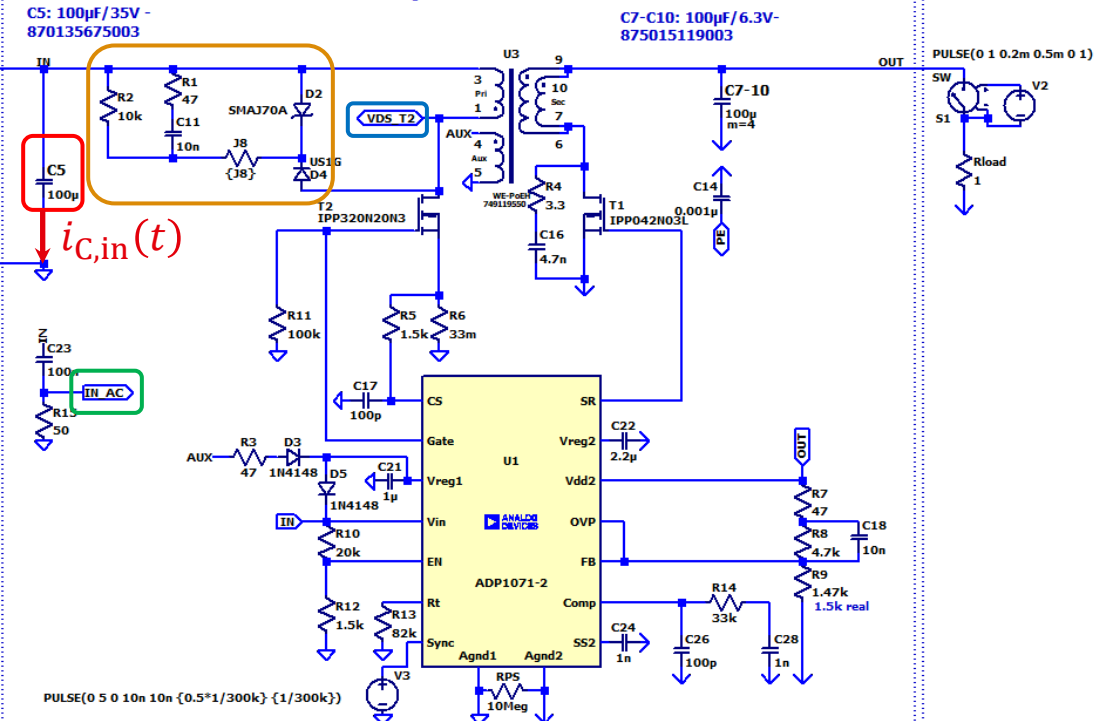 C5: 100µF/35V -
870135675003
C7-C10: 100µF/6.3V-
875015119003
IN
R2
10k
R1
47
C11
10n
D2
SMAJ70A
J8
{J8}
US1G
D4
VDS_T2
U3
3
Pri
1
AUX
4
Aux
5
9
10
Sec
7
6
WE-PoEH
749119550
OUT
C7-10
100µ
m=4
PULSE(0 1 0.2m 0.5m 0 1)
SW
S1
V2
Rload
1
C5
100µ
i_C,in(t)
T2
IPP320N20N3
R4
3.3
C16
4.7n
T1
IPP042N03L
C14
0.001µ
PE
R11
100k
R5
1.5k
R6
33m
IN
C23
100n
IN_AC
R15
50
C17
100p
CS
SR
Gate
C22
2.2µ
Vreg2
U1
OUT
AUX
R3
47
D3
1N4148
D5
1N4148
C21
1µ
Vreg1
Vdd2
R7
47
IN
Vin
ANALOG
DEVICES
OVP
R8
4.7k
C18
10n
R10
20k
EN
FB
ADP1071-2
R9
1.47k
1.5k real
R12
1.5k
R13
82k
Rt
Comp
R14
33k
Sync
SS2
C24
1n
C26
100p
C28
1n
Agnd1
Agnd2
RPS
10Meg
V3
PULSE(0 5 0 10n 10n {0.5*1/300k} {1/300k})